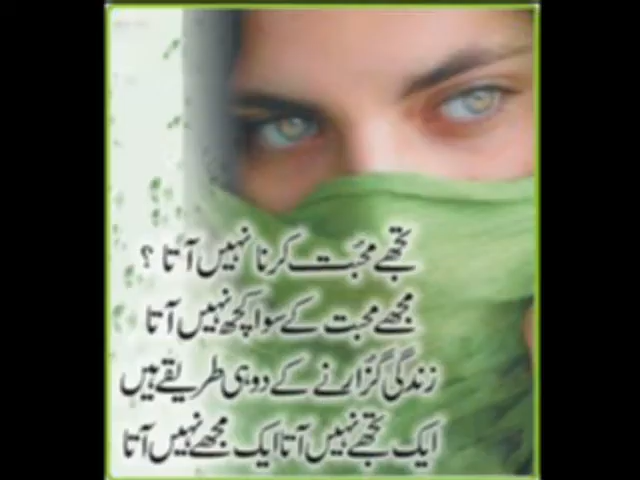 تجھے محبت کرنا نہیں آتا ؟
مجھے محبت کے سوا کچھ نہیں آتا
زندگی گزارنے کے دو ہی طریقے ہیں
ایک تجھے نہیں آتا ایک مجھے نہیں آتا